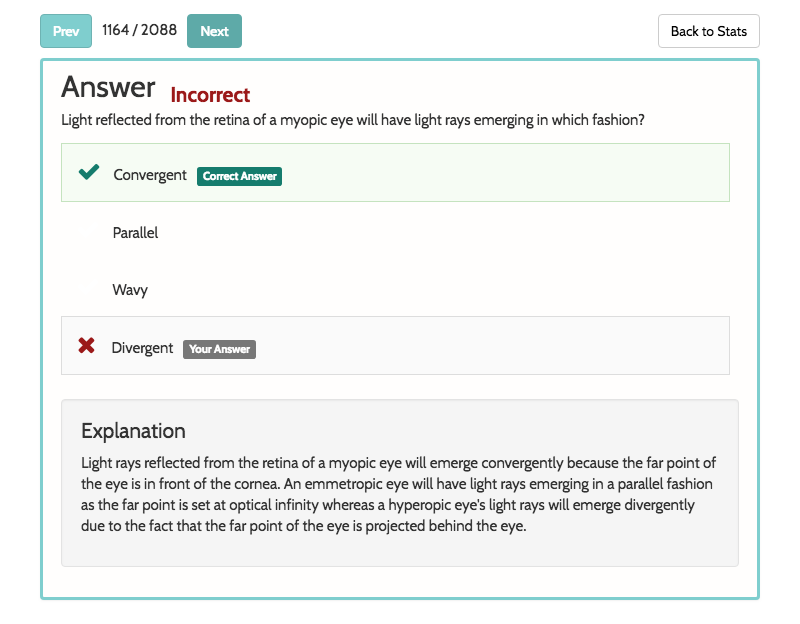 Prev 1164 / 2088 Next Back to Stats
Answer Incorrect
Light reflected from the retina of a myopic eye will have light rays emerging in which fashion?
Convergent Correct Answer
Parallel
Wavy
Divergent Your Answer
Explanation
Light rays reflected from the retina of a myopic eye will emerge convergently because the far point of
the eye is in front of the cornea. An emmetropic eye will have light rays emerging in a parallel fashion
as the far point is set at optical infinity whereas a hyperopic eye's light rays will emerge divergently
due to the fact that the far point of the eye is projected behind the eye.